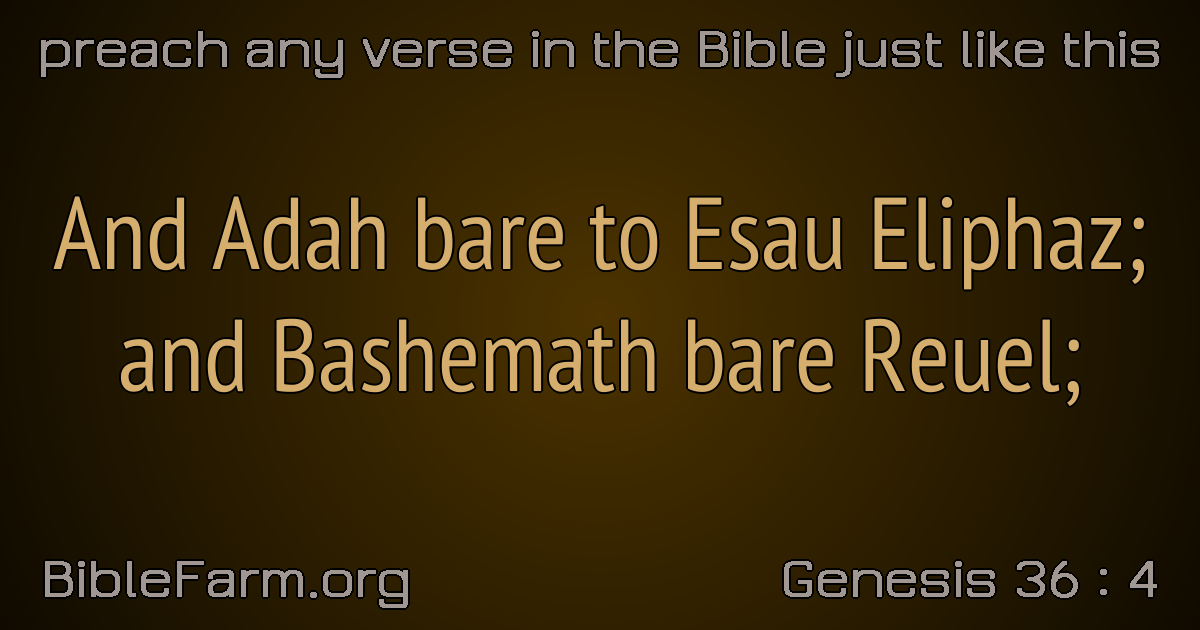 preach any verse in the Bible just like this
And Adah bare to Esau Eliphaz;
and Bashemath bare Reuel;
BibleFarm.org
Genesis 36 : 4